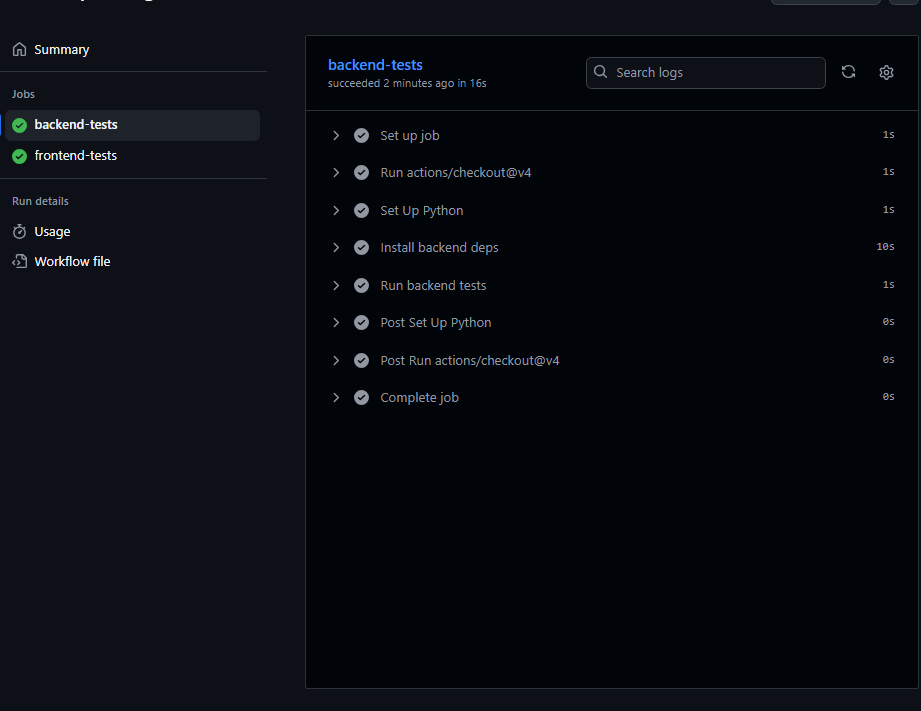 Summary
Jobs
backend-tests
frontend-tests
Run details
Usage
Workflow file
backend-tests
succeeded 2 minutes ago in 16s
Search logs
Set up job 1s
Run actions/checkout@v4 1s
Set Up Python 1s
Install backend deps 10s
Run backend tests 1s
Post Set Up Python 0s
Post Run actions/checkout@v4 0s
Complete job 0s